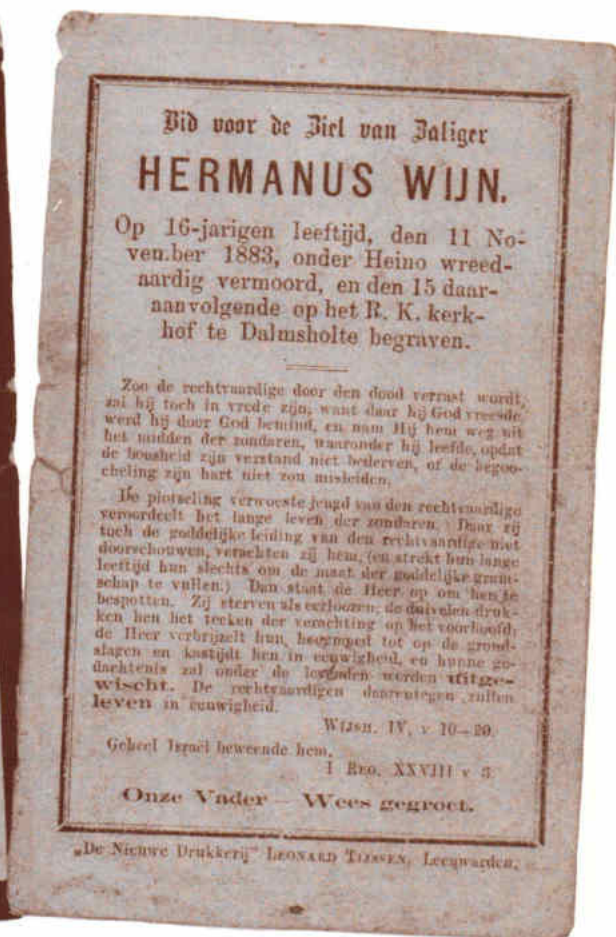 Bid voor de Ziel van Zaliger
HERMANUS WIJN.
Op 16-jarigen leeftijd, den 11 No-
vember 1883, onder Heino wreed-
aardig vermoord, en den 15 daar-
aanvolgende op het R. K. kerk-
hof te Dalmsholte begraven.
Zoo de rechtvaardige door den dood verrast wordt,
zal hij toch in vrede zijn; want daar hij God vreesde,
werd hij door God bemind, en nam Hij hem weg uit
het midden der zondaren, waaronder hij leefde, opdat
de boosheid zijn verstand niet bederven, of de begoo-
cheling zijn hart niet zou misleiden.
De plotseling verwoeste jeugd van den rechtvaardige
veroordeelt het lange leven der zondaren. Daar zij
toch de goddelijke leiding van den rechtvaardige niet
doorschouwen, verachten zij hem, (en strekt hun lange
leeftijd hun slechts om de maat der goddelijke gram-
schap te vullen.) Dan staat de Heer op om hen te
bespotten. Zij sterven als eerloozen; de duivelen druk-
ken hen het teeken der verachting op het voorhoofd;
de Heer verbrijzelt hun, hoogmoed tot op de grond-
slagen en kastijdt hen in eeuwigheid, en hunne ge-
dachtenis zal onder de levenden worden uitge-
wischt. De rechtvaardigen daarentegen zullen
leven in eeuwigheid.
Wijsh. IV, v 10—20.
Geheel Israël beweende hem.
I Reg. XXVIII v 3.
Onze Vader — Wees gegroet.
„De Nieuwe Drukkerij" LEONARD TIJSSEN, Leeuwarden.